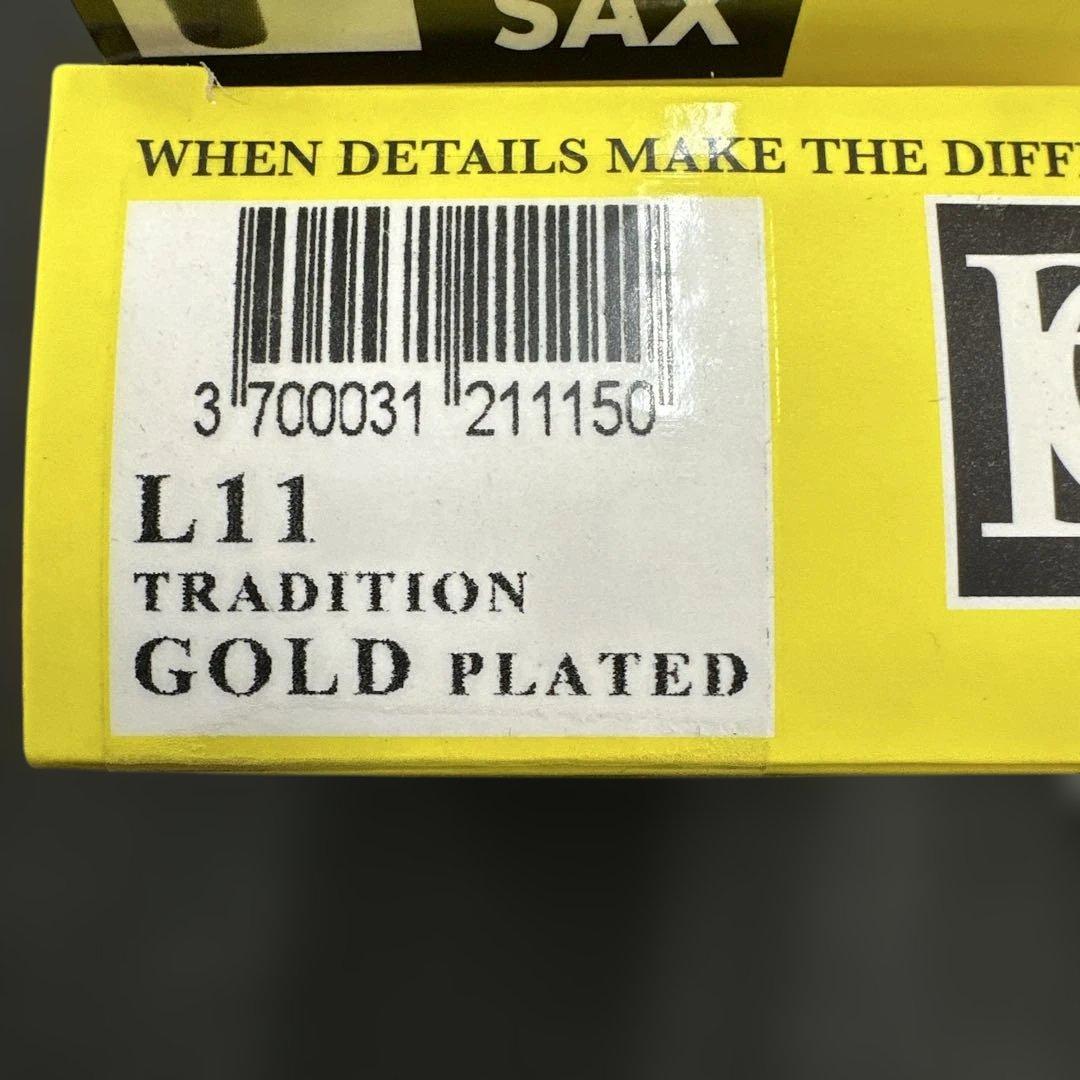 SAX
WHEN DETAILS MAKE THE DIFF
3 700031 211150
L11
TRADITION
GOLD PLATED